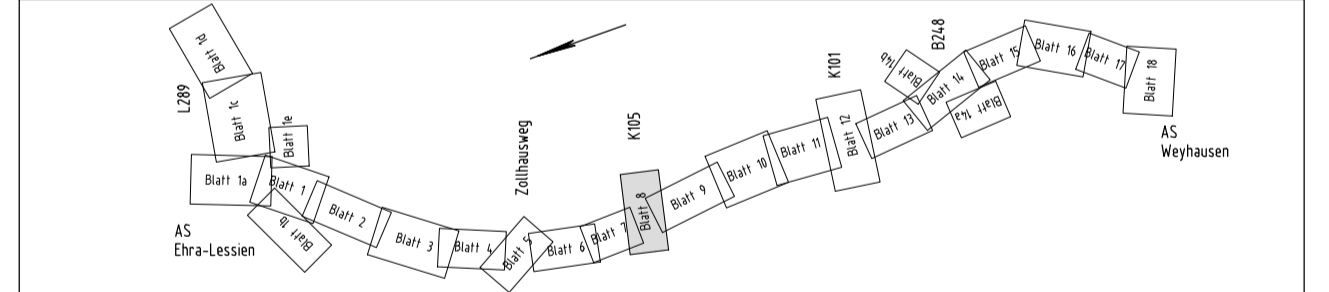 Blatt 1d
L289
Blatt 1c
Blatt 1e
Blatt 1a
Blatt 1
Blatt 1b
AS
Ehra-Lessien
Blatt 2
Blatt 3
Blatt 4
Zollhausweg
Blatt 5
Blatt 6
Blatt 7
K105
Blatt 8
Blatt 9
Blatt 10
Blatt 11
K101
Blatt 12
Blatt 13
Blatt 14b
B248
Blatt 14
Blatt 14a
Blatt 15
Blatt 16
Blatt 17
Blatt 18
AS
Weyhausen